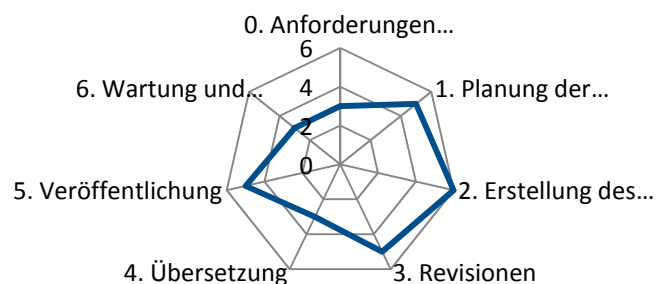 0. Anforderungen...
6
6. Wartung und...
4
1. Planung der...
2
0
5. Veröffentlichung
2. Erstellung des...
4. Übersetzung
3. Revisionen